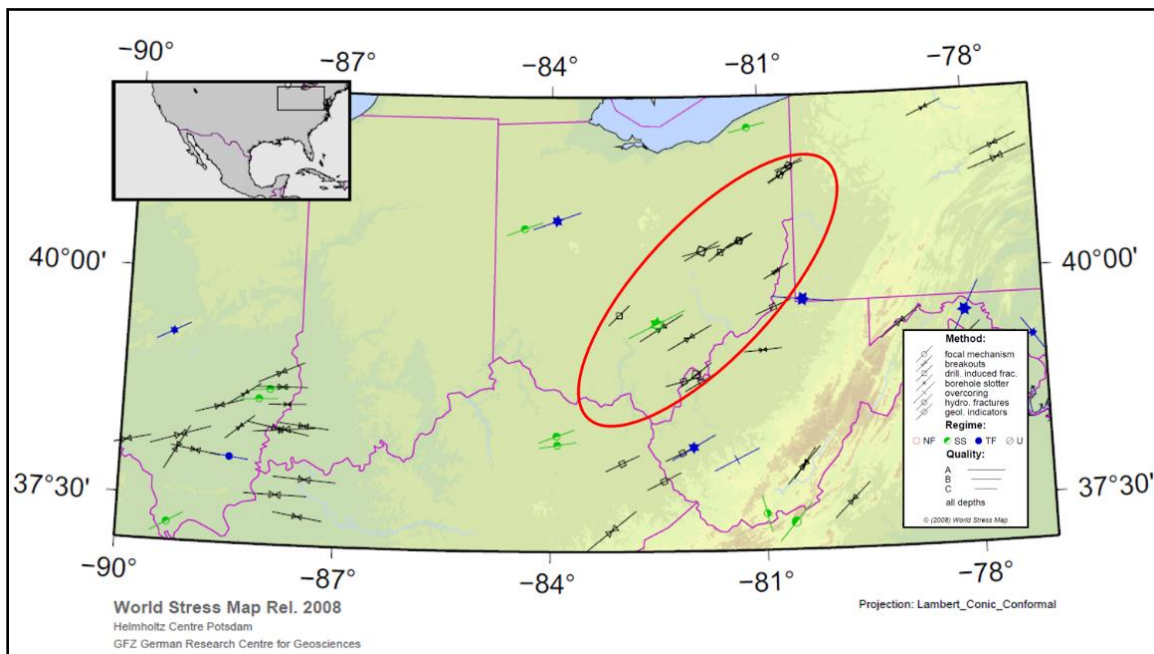 −90° −87° −84° −81° −78°
40°00' 40°00'
37°30' 37°30'
−90° −87° −84° −81° −78°
Method:
focal mechanism
breakouts
drill. induced frac.
borehole slotter
overcoring
hydro. fractures
geol. indicators
Regime:
NF SS TF U
Quality:
A
B
C
all depths
© (2008) World Stress Map
World Stress Map Rel. 2008
Projection: Lambert_Conic_Conformal
Helmholtz Centre Potsdam
GFZ German Research Centre for Geosciences